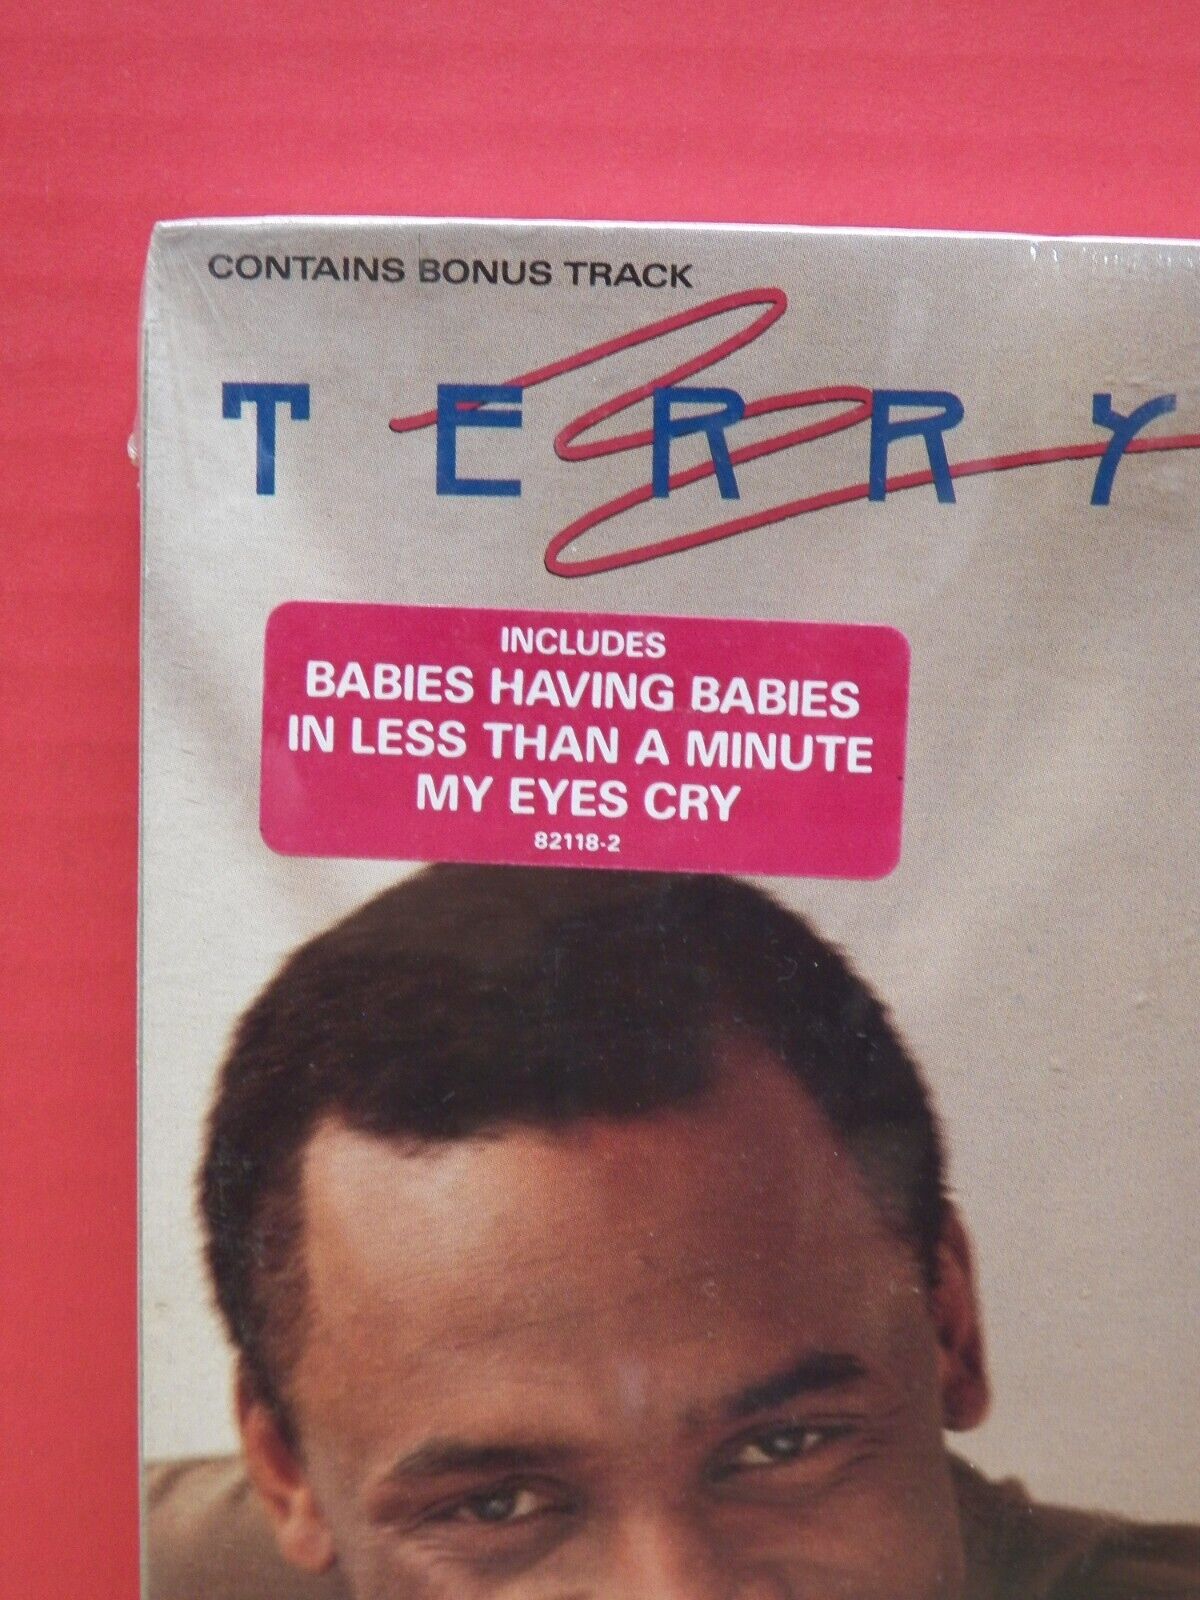 CONTAINS BONUS TRACK
TERRY
INCLUDES
BABIES HAVING BABIES
IN LESS THAN A MINUTE
MY EYES CRY
82118-2